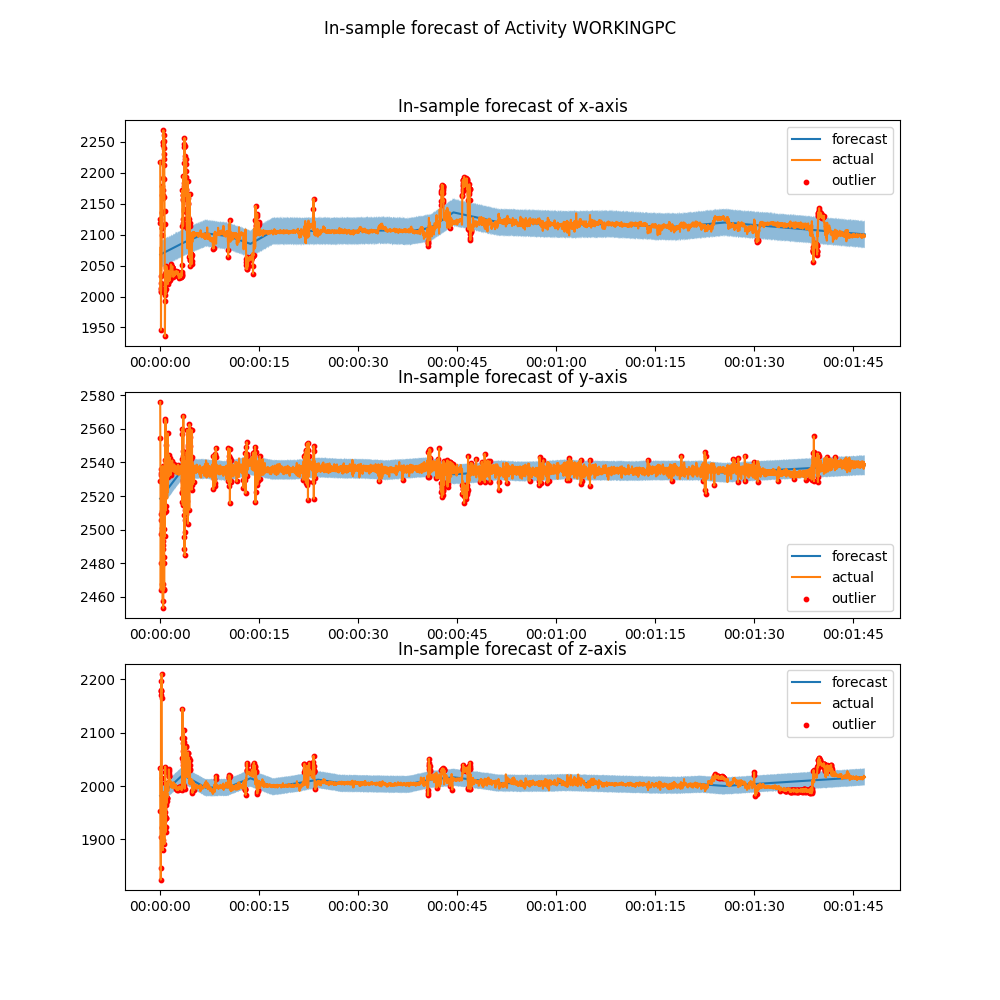 In-sample forecast of Activity WORKINGPC
In-sample forecast of x-axis
2250
2200
2150
2100
2050
2000
1950
forecast
actual
outlier
00:00:00 00:00:15 00:00:30 00:00:45 00:01:00 00:01:15 00:01:30 00:01:45
In-sample forecast of y-axis
2580
2560
2540
2520
2500
2480
2460
forecast
actual
outlier
00:00:00 00:00:15 00:00:30 00:00:45 00:01:00 00:01:15 00:01:30 00:01:45
In-sample forecast of z-axis
2200
2100
2000
1900
forecast
actual
outlier
00:00:00 00:00:15 00:00:30 00:00:45 00:01:00 00:01:15 00:01:30 00:01:45